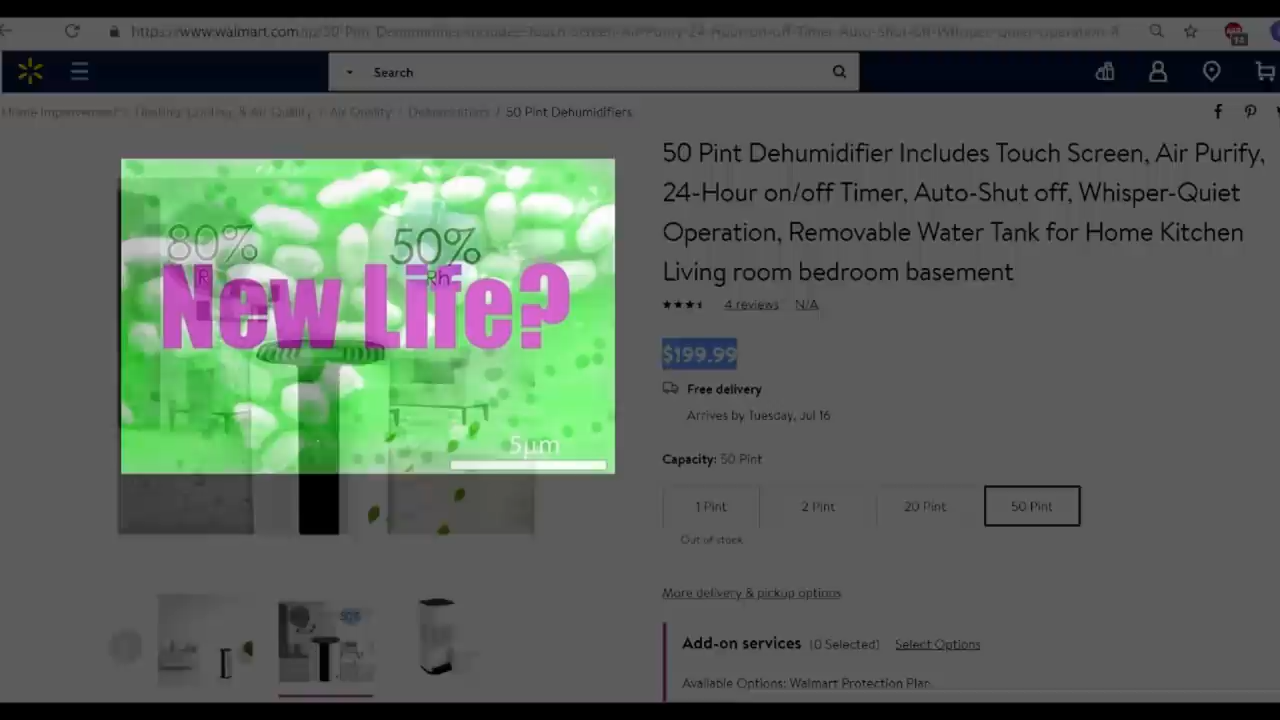 Search
/ 50 Pint Dehumidifiers
50 Pint Dehumidifier Includes Touch Screen, Air Purify,
24-Hour on/off Timer, Auto-Shut off, Whisper-Quiet
Operation, Removable Water Tank for Home Kitchen
Living room bedroom basement
4 reviews N/A
80%
50%
Rh
New Life?
5µm
$199.99
Free delivery
Arrives by Tuesday, Jul 16
Capacity: 50 Pint
1 Pint
2 Pint
20 Pint
50 Pint
Out of stock
More delivery & pickup options
Add-on services (0 Selected) Select Options
Available Options: Walmart Protection Plan